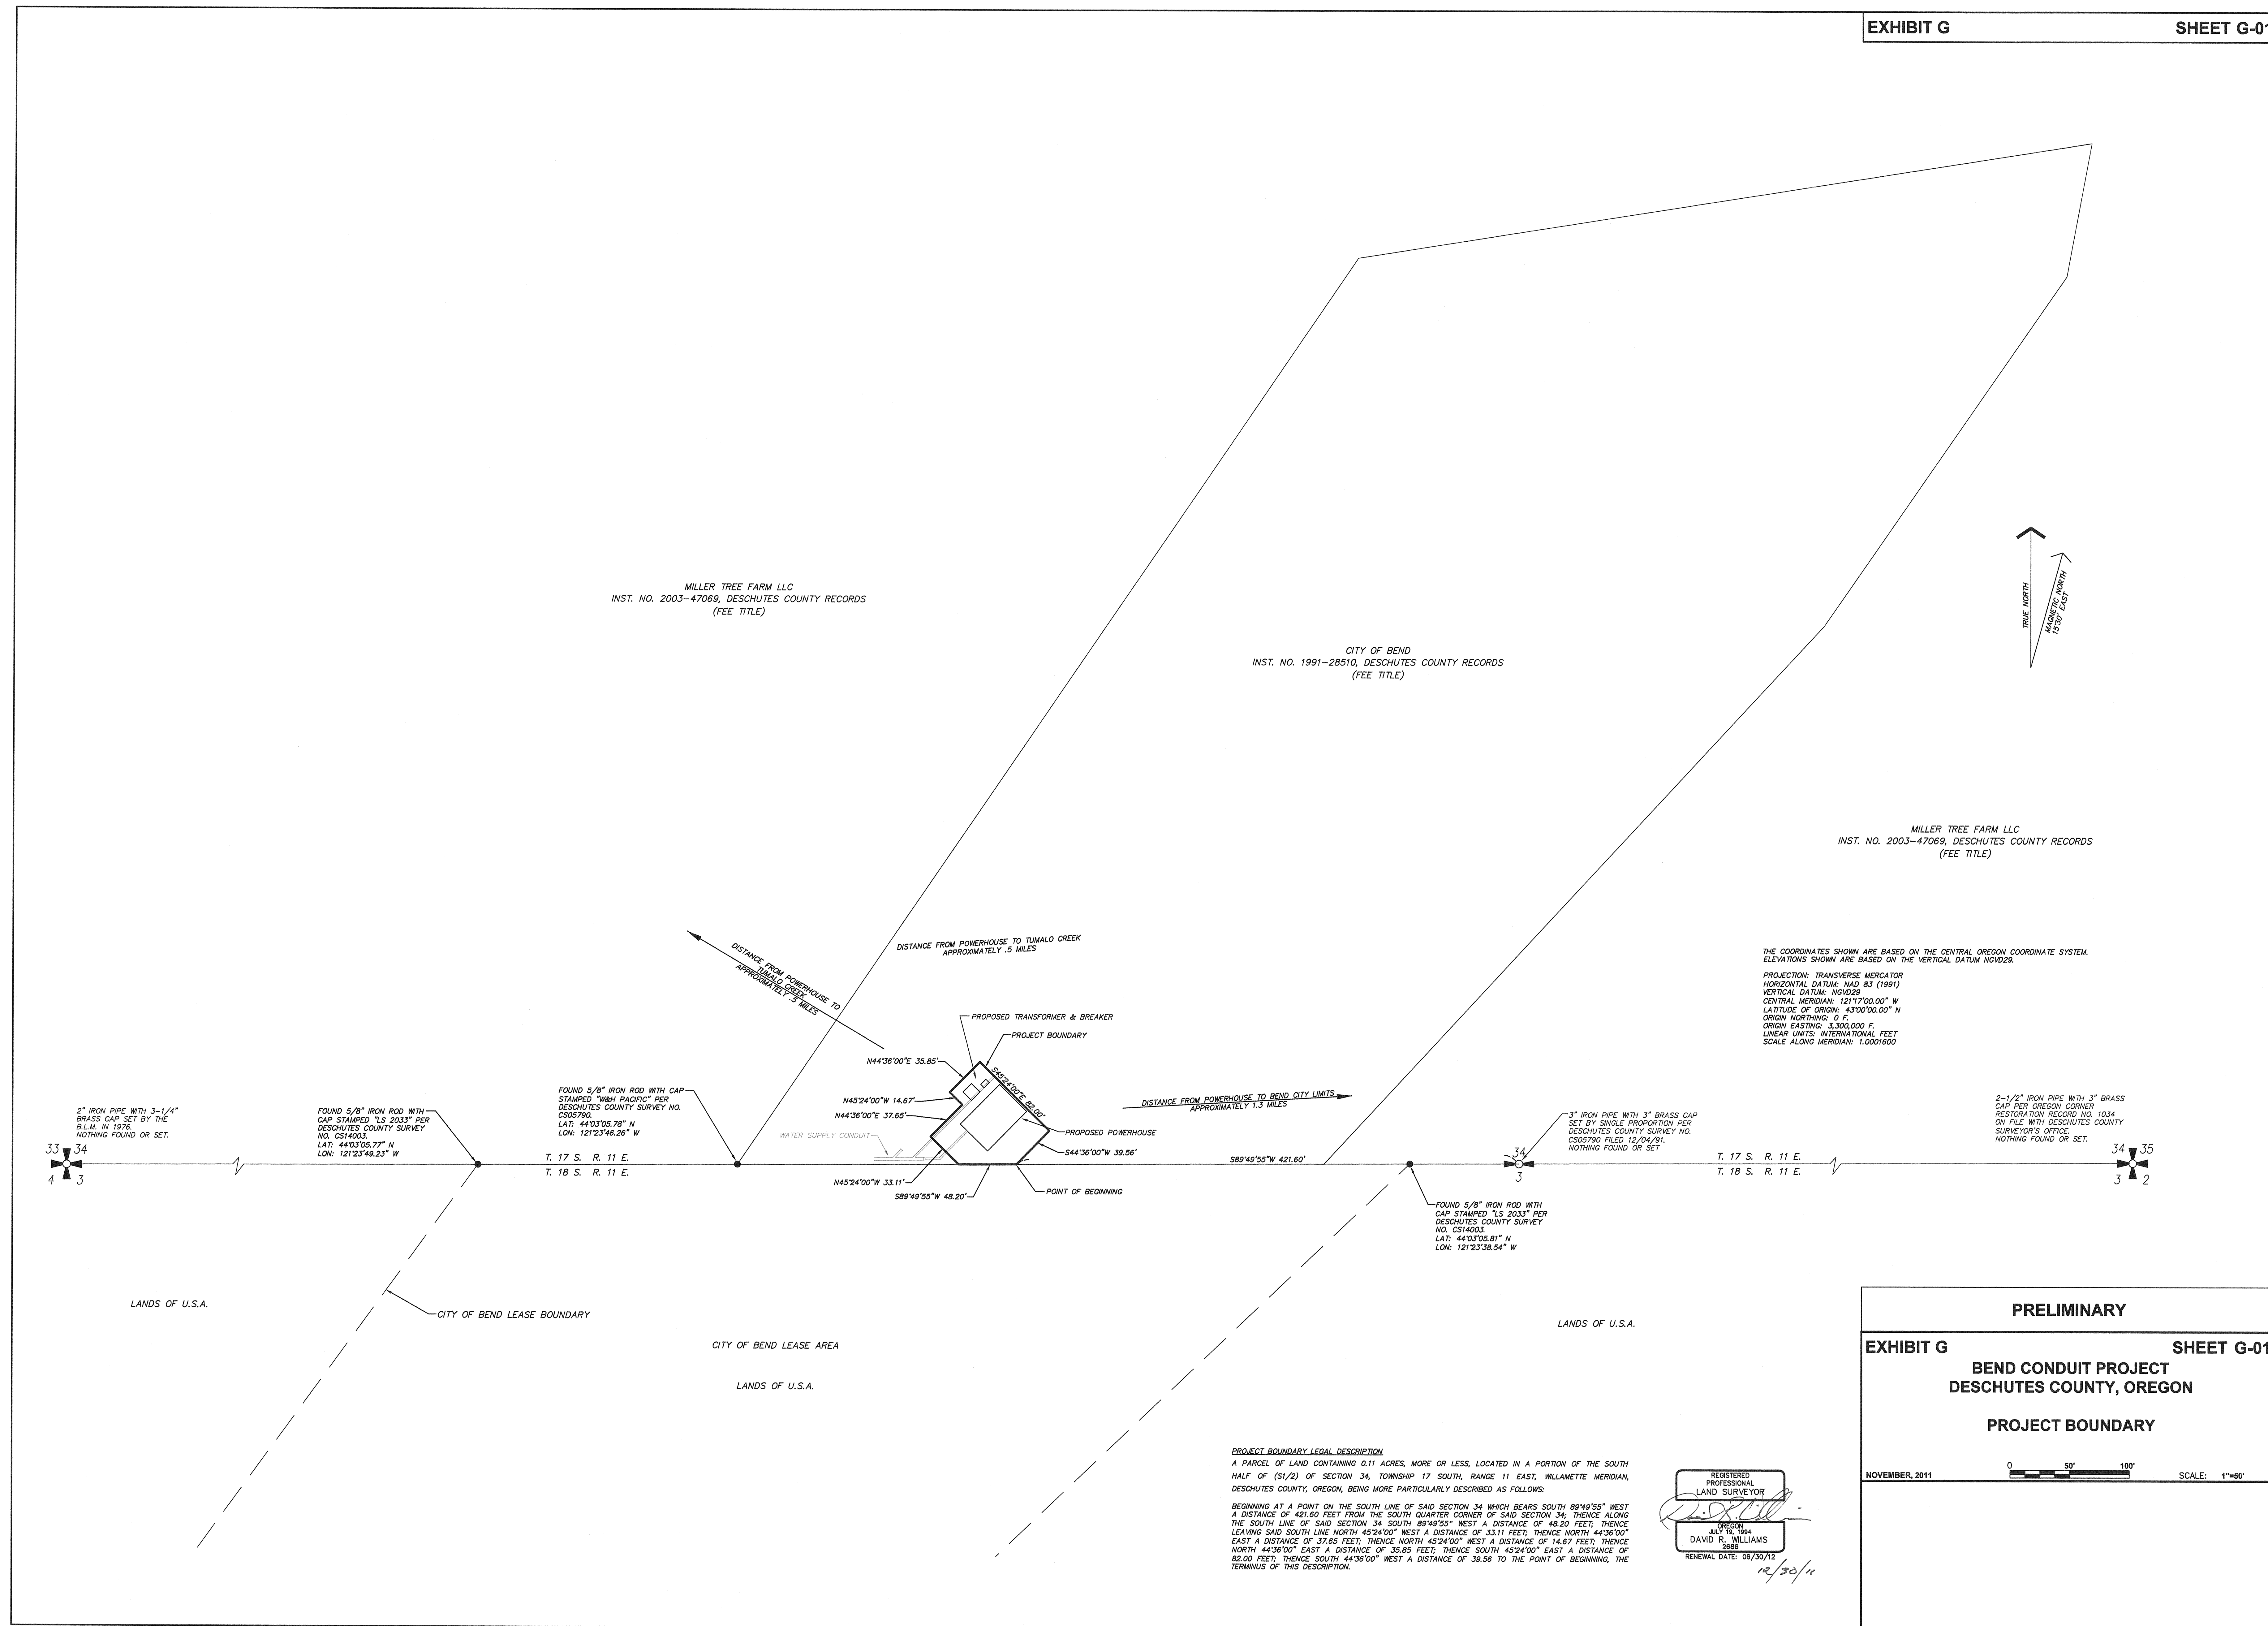 EXHIBIT G SHEET G-01
MILLER TREE FARM LLC
INST. NO. 2003-47069, DESCHUTES COUNTY RECORDS
(FEE TITLE)
CITY OF BEND
INST. NO. 1991-28510, DESCHUTES COUNTY RECORDS
(FEE TITLE)
TRUE NORTH
MAGNETIC NORTH
15°30' EAST
MILLER TREE FARM LLC
INST. NO. 2003-47069, DESCHUTES COUNTY RECORDS
(FEE TITLE)
DISTANCE FROM POWERHOUSE TO
TUMALO CREEK
APPROXIMATELY .5 MILES
DISTANCE FROM POWERHOUSE TO TUMALO CREEK
APPROXIMATELY .5 MILES
THE COORDINATES SHOWN ARE BASED ON THE CENTRAL OREGON COORDINATE SYSTEM.
ELEVATIONS SHOWN ARE BASED ON THE VERTICAL DATUM NGVD29.
PROJECTION: TRANSVERSE MERCATOR
HORIZONTAL DATUM: NAD 83 (1991)
VERTICAL DATUM: NGVD29
CENTRAL MERIDIAN: 121°17'00.00" W
LATITUDE OF ORIGIN: 43°00'00.00" N
ORIGIN NORTHING: 0 F.
ORIGIN EASTING: 3,300,000 F.
LINEAR UNITS: INTERNATIONAL FEET
SCALE ALONG MERIDIAN: 1.0001600
PROPOSED TRANSFORMER & BREAKER
PROJECT BOUNDARY
N44°36'00"E 35.85'
S45°24'00"E 82.00'
N45°24'00"W 14.67'
N44°36'00"E 37.65'
WATER SUPPLY CONDUIT
DISTANCE FROM POWERHOUSE TO BEND CITY LIMITS
APPROXIMATELY 1.3 MILES
PROPOSED POWERHOUSE
S44°36'00"W 39.56'
S89°49'55"W 421.60'
N45°24'00"W 33.11'
S89°49'55"W 48.20'
POINT OF BEGINNING
2" IRON PIPE WITH 3-1/4"
BRASS CAP SET BY THE
B.L.M. IN 1976.
NOTHING FOUND OR SET.
33 34
4 3
FOUND 5/8" IRON ROD WITH
CAP STAMPED "LS 2033" PER
DESCHUTES COUNTY SURVEY
NO. CS14003.
LAT: 44°03'05.77" N
LON: 121°23'49.23" W
T. 17 S. R. 11 E.
T. 18 S. R. 11 E.
FOUND 5/8" IRON ROD WITH CAP
STAMPED "W&H PACIFIC" PER
DESCHUTES COUNTY SURVEY NO.
CS05790.
LAT: 44°03'05.78" N
LON: 121°23'46.26" W
3" IRON PIPE WITH 3" BRASS CAP
SET BY SINGLE PROPORTION PER
DESCHUTES COUNTY SURVEY NO.
CS05790 FILED 12/04/91.
NOTHING FOUND OR SET
34
3
T. 17 S. R. 11 E.
T. 18 S. R. 11 E.
2-1/2" IRON PIPE WITH 3" BRASS
CAP PER OREGON CORNER
RESTORATION RECORD NO. 1034
ON FILE WITH DESCHUTES COUNTY
SURVEYOR'S OFFICE.
NOTHING FOUND OR SET.
34 35
3 2
FOUND 5/8" IRON ROD WITH
CAP STAMPED "LS 2033" PER
DESCHUTES COUNTY SURVEY
NO. CS14003.
LAT: 44°03'05.81" N
LON: 121°23'38.54" W
LANDS OF U.S.A.
CITY OF BEND LEASE BOUNDARY
CITY OF BEND LEASE AREA
LANDS OF U.S.A.
LANDS OF U.S.A.
PROJECT BOUNDARY LEGAL DESCRIPTION
A PARCEL OF LAND CONTAINING 0.11 ACRES, MORE OR LESS, LOCATED IN A PORTION OF THE SOUTH
HALF OF (S1/2) OF SECTION 34, TOWNSHIP 17 SOUTH, RANGE 11 EAST, WILLAMETTE MERIDIAN,
DESCHUTES COUNTY, OREGON, BEING MORE PARTICULARLY DESCRIBED AS FOLLOWS:
BEGINNING AT A POINT ON THE SOUTH LINE OF SAID SECTION 34 WHICH BEARS SOUTH 89°49'55" WEST
A DISTANCE OF 421.60 FEET FROM THE SOUTH QUARTER CORNER OF SAID SECTION 34; THENCE ALONG
THE SOUTH LINE OF SAID SECTION 34 SOUTH 89°49'55" WEST A DISTANCE OF 48.20 FEET; THENCE
LEAVING SAID SOUTH LINE NORTH 45°24'00" WEST A DISTANCE OF 33.11 FEET; THENCE NORTH 44°36'00"
EAST A DISTANCE OF 37.65 FEET; THENCE NORTH 45°24'00" WEST A DISTANCE OF 14.67 FEET; THENCE
NORTH 44°36'00" EAST A DISTANCE OF 35.85 FEET; THENCE SOUTH 45°24'00" EAST A DISTANCE OF
82.00 FEET; THENCE SOUTH 44°36'00" WEST A DISTANCE OF 39.56 TO THE POINT OF BEGINNING, THE
TERMINUS OF THIS DESCRIPTION.
REGISTERED
PROFESSIONAL
LAND SURVEYOR
OREGON
JULY 19, 1994
DAVID R. WILLIAMS
2686
RENEWAL DATE: 06/30/12
12/30/11
PRELIMINARY
EXHIBIT G SHEET G-01
BEND CONDUIT PROJECT
DESCHUTES COUNTY, OREGON
PROJECT BOUNDARY
0 50' 100'
NOVEMBER, 2011 SCALE: 1"=50'